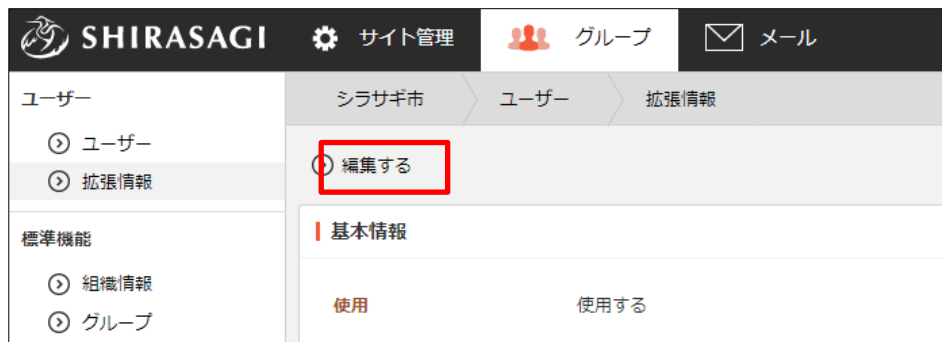 SHIRASAGI サイト管理 グループ メール
ユーザー
ユーザー
拡張情報
標準機能
組織情報
グループ
シラサギ市 ユーザー 拡張情報
編集する
基本情報
使用 使用する